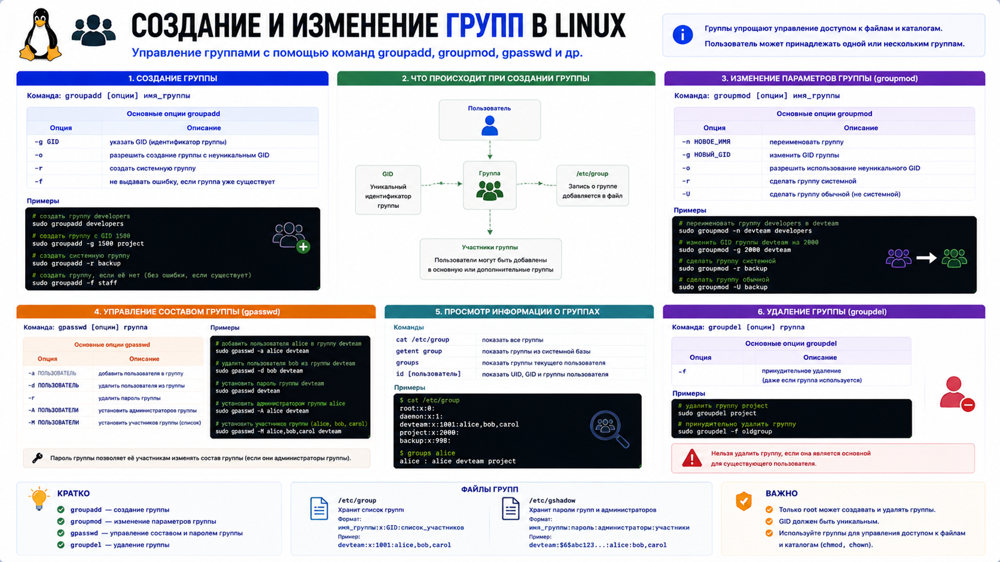 СОЗДАНИЕ И ИЗМЕНЕНИЕ ГРУПП В LINUX
Управление группами с помощью команд groupadd, groupmod, gpasswd и др.
Группы упрощают управление доступом к файлам и каталогам.
Пользователь может принадлежать одной или нескольким группам.
1. СОЗДАНИЕ ГРУППЫ
Команда: groupadd [опции] имя_группы
Основные опции groupadd
Опция Описание
-g GID указать GID (идентификатор группы)
-o разрешить создание группы с неуникальным GID
-r создать системную группу
-f не выдавать ошибку, если группа уже существует
Примеры
# создать группу developers
sudo groupadd developers
# создать группу с GID 1500
sudo groupadd -g 1500 project
# создать системную группу
sudo groupadd -r backup
# создать группу, если её нет (без ошибки, если существует)
sudo groupadd -f staff
2. ЧТО ПРОИСХОДИТ ПРИ СОЗДАНИИ ГРУППЫ
Пользователь
GID
Уникальный
идентификатор
группы
Группа
/etc/group
Запись о группе
добавляется в файл
Участники группы
Пользователи могут быть добавлены
в основную или дополнительные группы
3. ИЗМЕНЕНИЕ ПАРАМЕТРОВ ГРУППЫ (groupmod)
Команда: groupmod [опции] имя_группы
Основные опции groupmod
Опция Описание
-n НОВОЕ_ИМЯ переименовать группу
-g НОВЫЙ_GID изменить GID группы
-o разрешить использование неуникального GID
-r сделать группу системной
-U сделать группу обычной (не системной)
Примеры
# переименовать группу developers в devteam
sudo groupmod -n devteam developers
# изменить GID группы devteam на 2000
sudo groupmod -g 2000 devteam
# сделать группу системной
sudo groupmod -r backup
# сделать группу обычной
sudo groupmod -U backup
4. УПРАВЛЕНИЕ СОСТАВОМ ГРУППЫ (gpasswd)
Команда: gpasswd [опции] группа
Основные опции gpasswd
Опция Описание
-a ПОЛЬЗОВАТЕЛЬ добавить пользователя в группу
-d ПОЛЬЗОВАТЕЛЬ удалить пользователя из группы
-r удалить пароль группы
-A ПОЛЬЗОВАТЕЛИ установить администраторов группы
-M ПОЛЬЗОВАТЕЛИ установить участников группы (список)
Примеры
# добавить пользователя alice в группу devteam
sudo gpasswd -a alice devteam
# удалить пользователя bob из группы devteam
sudo gpasswd -d bob devteam
# установить пароль группы devteam
sudo gpasswd devteam
# установить администратором группы alice
sudo gpasswd -A alice devteam
# установить участников группы (alice, bob, carol)
sudo gpasswd -M alice,bob,carol devteam
Пароль группы позволяет её участникам изменять состав группы (если они администраторы группы).
5. ПРОСМОТР ИНФОРМАЦИИ О ГРУППАХ
Команды
cat /etc/group показать все группы
getent group показать группы из системной базы
groups показать группы текущего пользователя
id [пользователь] показать UID, GID и группы пользователя
Примеры
$ cat /etc/group
root:x:0:
daemon:x:1:
devteam:x:1001:alice,bob,carol
project:x:2000:
backup:x:998:
$ groups alice
alice : alice devteam project
6. УДАЛЕНИЕ ГРУППЫ (groupdel)
Команда: groupdel [опции] группа
Основные опции groupdel
Опция Описание
-f принудительное удаление
(даже если группа используется)
Примеры
# удалить группу project
sudo groupdel project
# принудительно удалить группу
sudo groupdel -f oldgroup
Нельзя удалить группу, если она является основной
для существующего пользователя.
КРАТКО
groupadd — создание группы
groupmod — изменение параметров группы
gpasswd — управление составом и паролем группы
groupdel — удаление группы
ФАЙЛЫ ГРУПП
/etc/group
Хранит список групп
Формат:
имя_группы:x:GID:список_участников
Пример:
devteam:x:1001:alice,bob,carol
/etc/gshadow
Хранит пароли групп и администраторов
Формат:
имя_группы:пароль:администраторы:участники
Пример:
devteam:$6$abc123...:alice:bob,carol
ВАЖНО
Только root может создавать и удалять группы.
GID должен быть уникальным.
Используйте группы для управления доступом к файлам
и каталогам (chmod, chown).